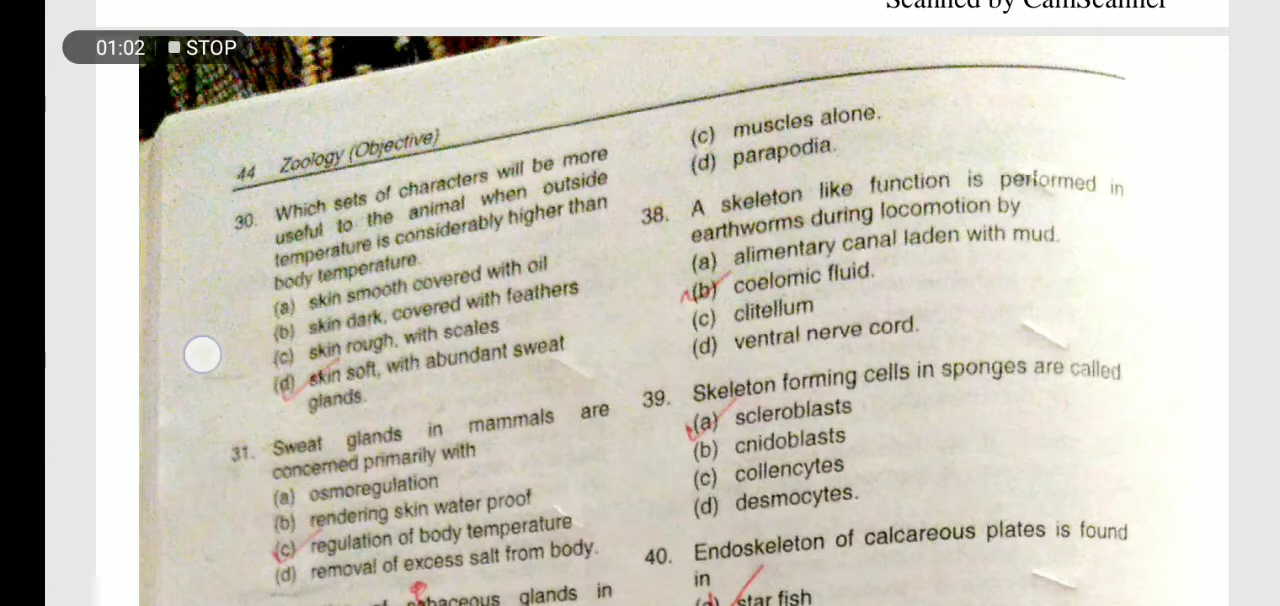 Scanned by CamScanner
01:02 STOP
44 Zoology (Objective)
30. Which sets of characters will be more
useful to the animal when outside
temperature is considerably higher than
body temperature.
(a) skin smooth covered with oil
(b) skin dark, covered with feathers
(c) skin rough, with scales
(d) skin soft, with abundant sweat
glands.
31. Sweat glands in mammals are
concerned primarily with
(a) osmoregulation
(b) rendering skin water proof
(c) regulation of body temperature
(d) removal of excess salt from body.
glands in
(c) muscles alone.
(d) parapodia.
38. A skeleton like function is performed in
earthworms during locomotion by
(a) alimentary canal laden with mud.
(b) coelomic fluid.
(c) clitellum
(d) ventral nerve cord.
39. Skeleton forming cells in sponges are called
(a) scleroblasts
(b) cnidoblasts
(c) collencytes
(d) desmocytes.
40. Endoskeleton of calcareous plates is found
in
(a) star fish